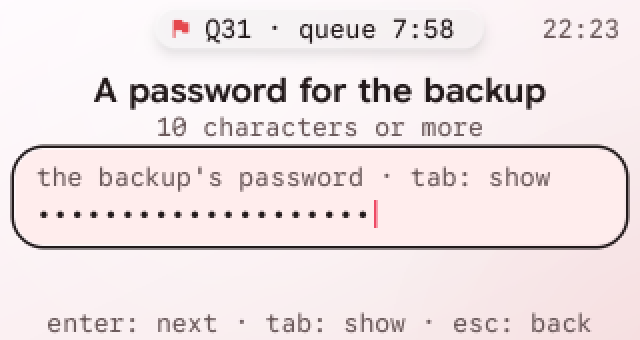 Q31 · queue 7:58
22:23
A password for the backup
10 characters or more
the backup's password · tab: show
••••••••••••••••••••
enter: next · tab: show · esc: back